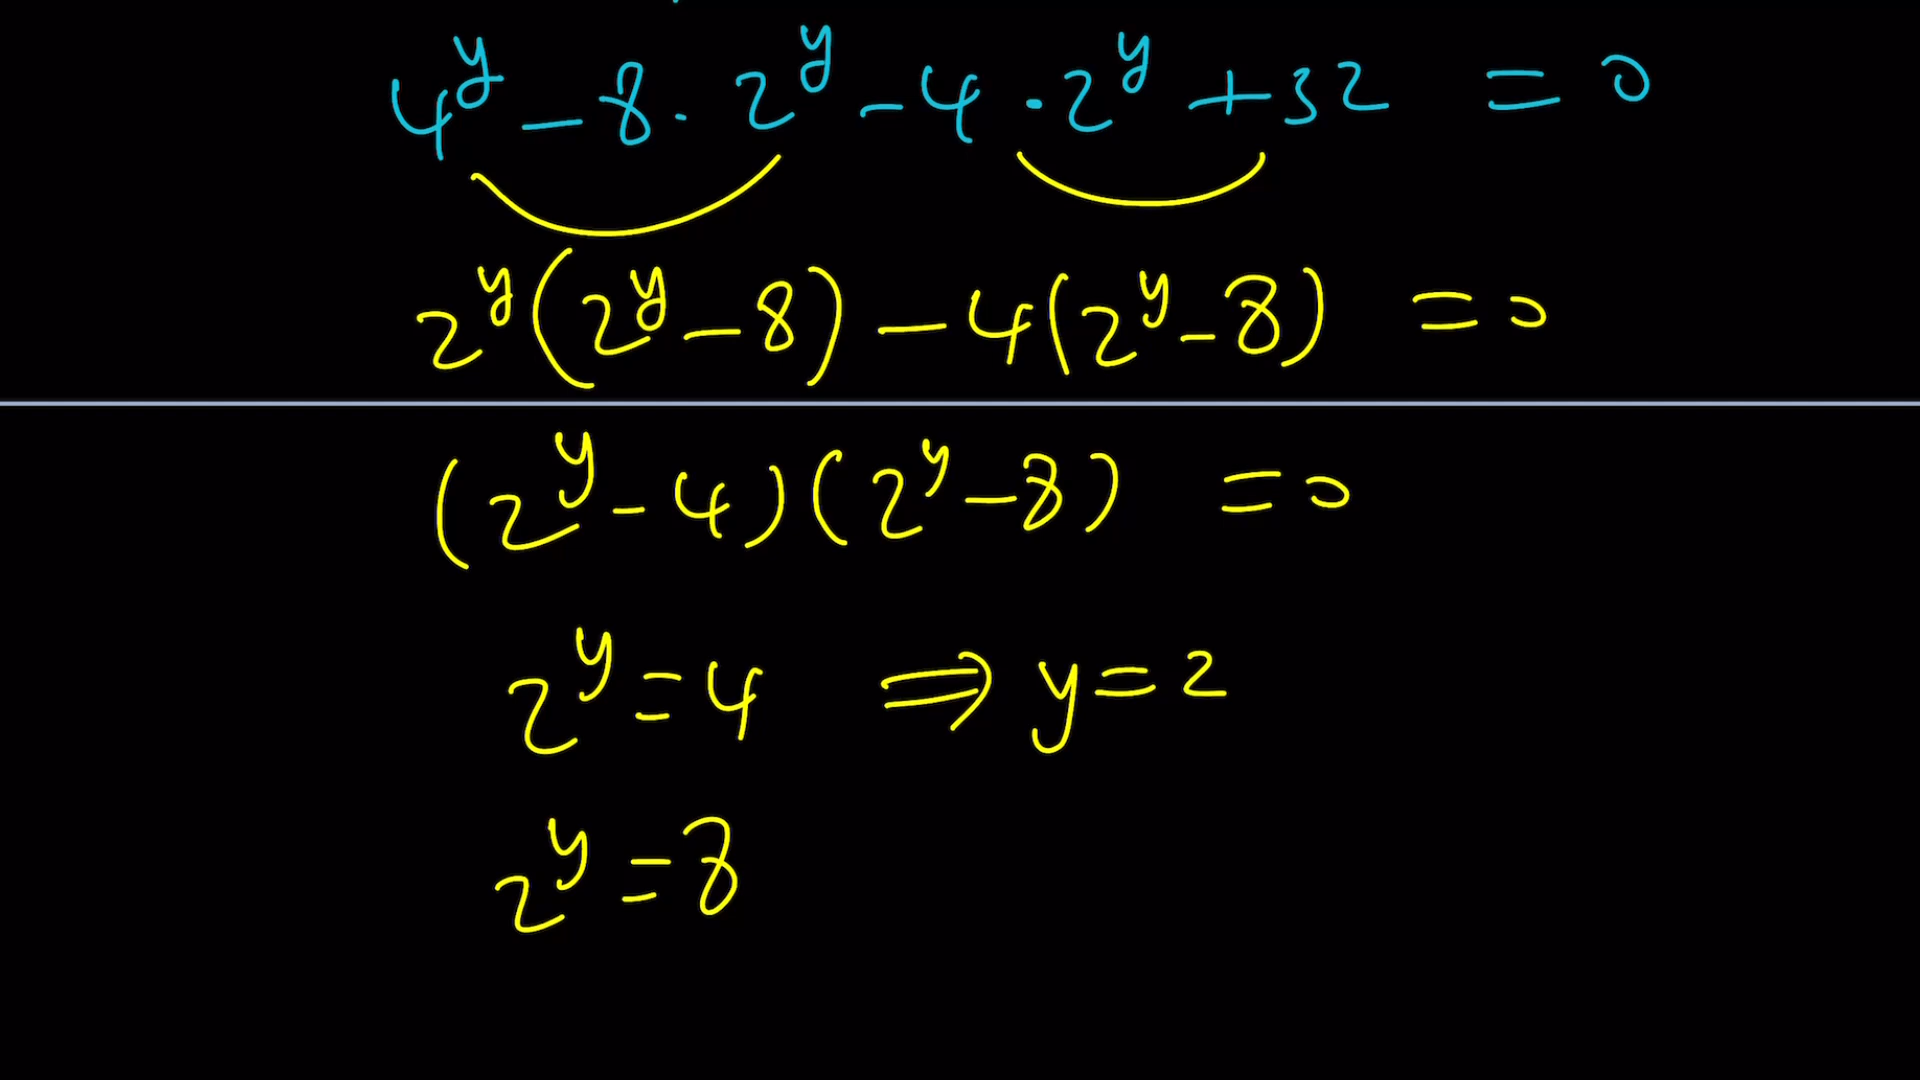 4^y - 8 · 2^y - 4 · 2^y + 32 = 0
2^y (2^y - 8) - 4(2^y - 8) = 0
(2^y - 4)(2^y - 8) = 0
2^y = 4 ⇒ y = 2
2^y = 8